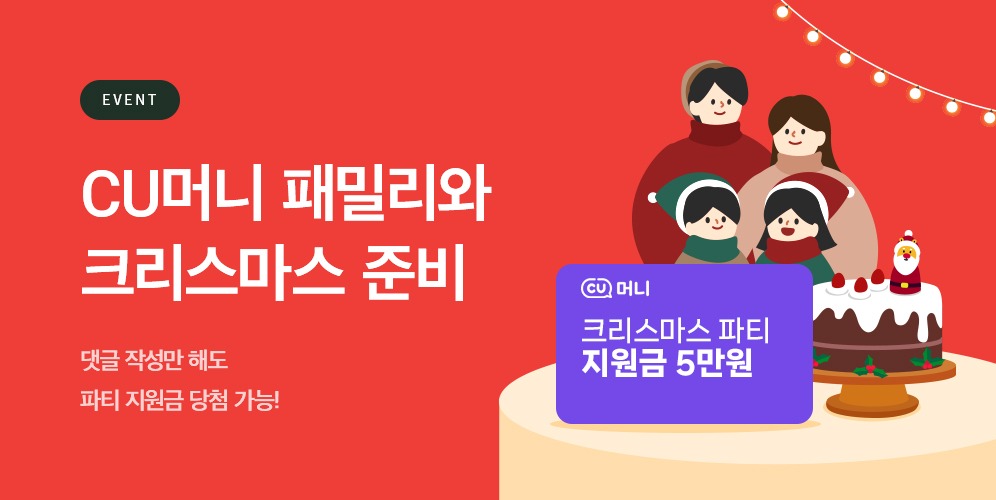 EVENT
CU머니 패밀리와
크리스마스 준비
댓글 작성만 해도
파티 지원금 당첨 가능!
CU 머니
크리스마스 파티
지원금 5만원